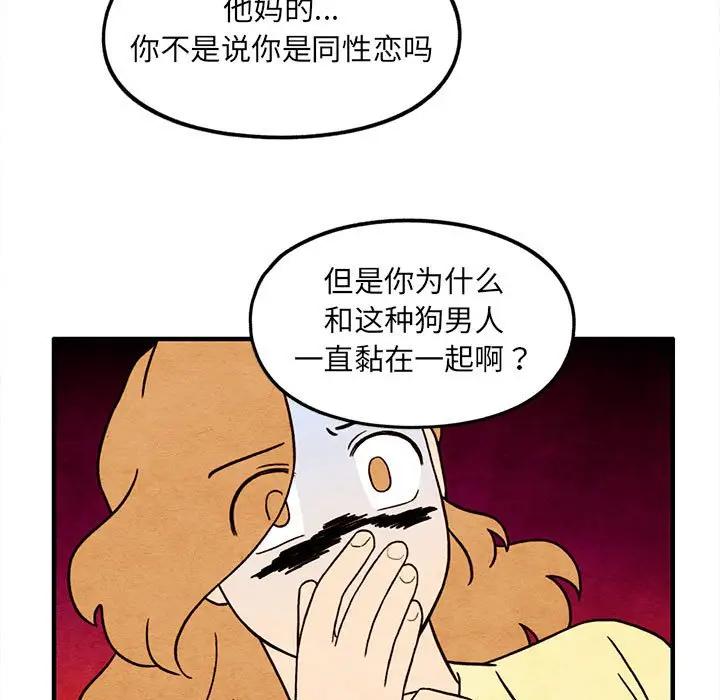 他妈的...
你不是说你是同性恋吗
但是你为什么
和这种狗男人
一直黏在一起啊？